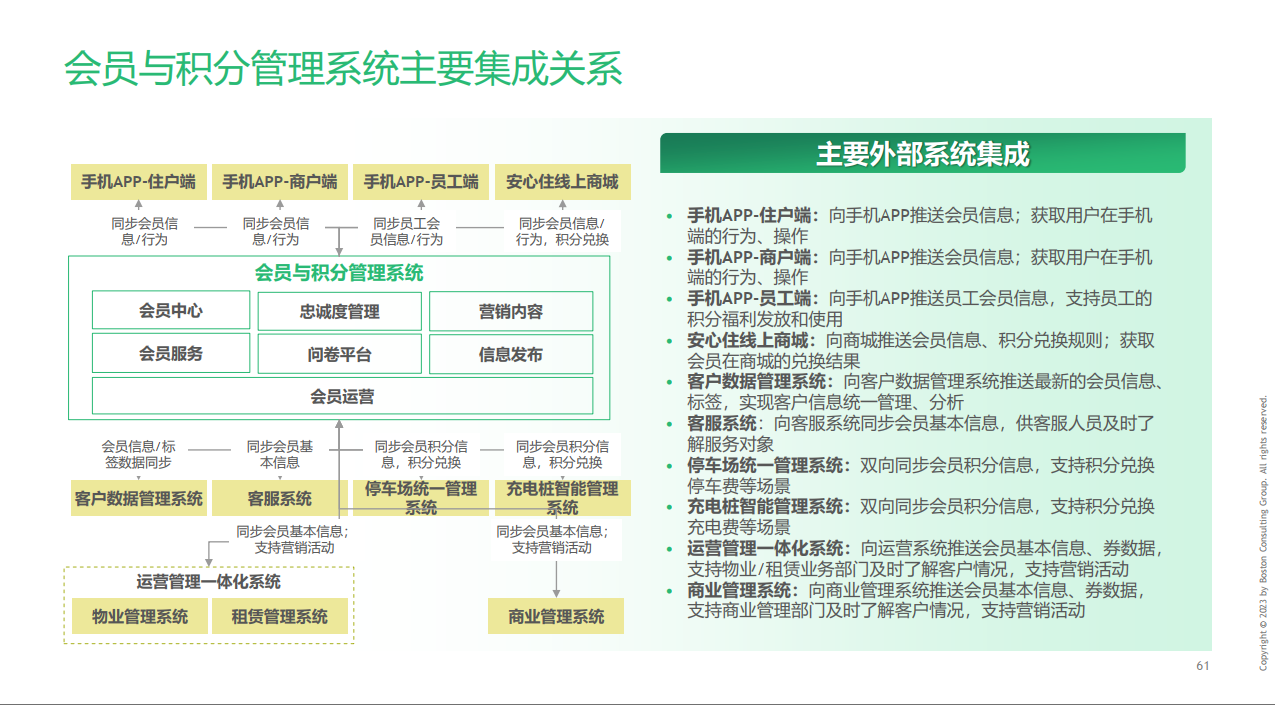 会员与积分管理系统主要集成关系
主要外部系统集成
手机APP-住户端
手机APP-商户端
手机APP-员工端
安心住线上商城
同步会员信
息/行为
同步会员信
息/行为
同步员工会
员信息/行为
同步会员信息/
行为，积分兑换
会员与积分管理系统
会员中心
忠诚度管理
营销内容
会员服务
问卷平台
信息发布
会员运营
会员信息/标
签数据同步
同步会员基
本信息
同步会员积分信
息，积分兑换
同步会员积分信
息，积分兑换
客户数据管理系统
客服系统
停车场统一管理
系统
充电桩智能管理
系统
同步会员基本信息；
支持营销活动
同步会员基本信息；
支持营销活动
运营管理一体化系统
物业管理系统
租赁管理系统
商业管理系统
• 手机APP-住户端：向手机APP推送会员信息；获取用户在手机
端的行为、操作
• 手机APP-商户端：向手机APP推送会员信息；获取用户在手机
端的行为、操作
• 手机APP-员工端：向手机APP推送员工会员信息，支持员工的
积分福利发放和使用
• 安心住线上商城：向商城推送会员信息、积分兑换规则；获取
会员在商城的兑换结果
• 客户数据管理系统：向客户数据管理系统推送最新的会员信息、
标签，实现客户信息统一管理、分析
• 客服系统：向客服系统同步会员基本信息，供客服人员及时了
解服务对象
• 停车场统一管理系统：双向同步会员积分信息，支持积分兑换
停车费等场景
• 充电桩智能管理系统：双向同步会员积分信息，支持积分兑换
充电费等场景
• 运营管理一体化系统：向运营系统推送会员基本信息、券数据，
支持物业/租赁业务部门及时了解客户情况，支持营销活动
• 商业管理系统：向商业管理系统推送会员基本信息、券数据，
支持商业管理部门及时了解客户情况，支持营销活动
61
Copyright © 2023 by Boston Consulting Group. All rights reserved.